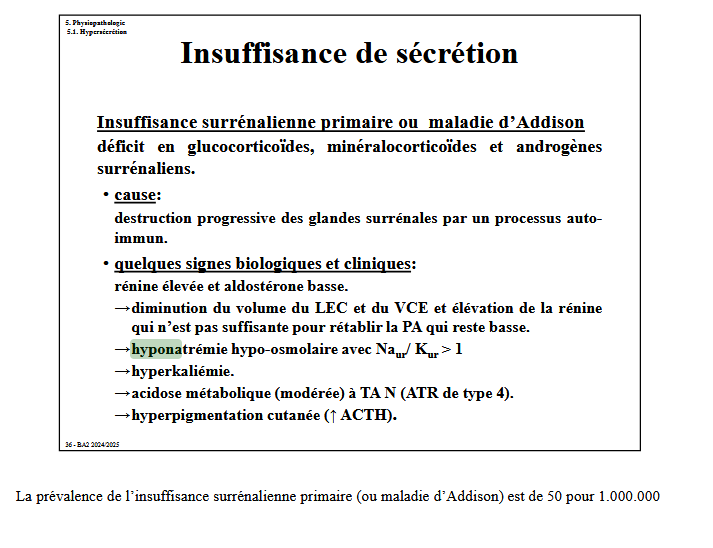 5. Physiopathologie
5.1. Hypersécrétion
Insuffisance de sécrétion
Insuffisance surrénalienne primaire ou maladie d’Addison
déficit en glucocorticoïdes, minéralocorticoïdes et androgènes
surrénaliens.
• cause:
destruction progressive des glandes surrénales par un processus auto-
immun.
• quelques signes biologiques et cliniques:
rénine élevée et aldostérone basse.
→diminution du volume du LEC et du VCE et élévation de la rénine
qui n’est pas suffisante pour rétablir la PA qui reste basse.
→hyponatrémie hypo-osmolaire avec Naur/ Kur > 1
→hyperkaliémie.
→acidose métabolique (modérée) à TA N (ATR de type 4).
→hyperpigmentation cutanée (↑ ACTH).
36 - BA2 2024/2025
La prévalence de l’insuffisance surrénalienne primaire (ou maladie d’Addison) est de 50 pour 1.000.000